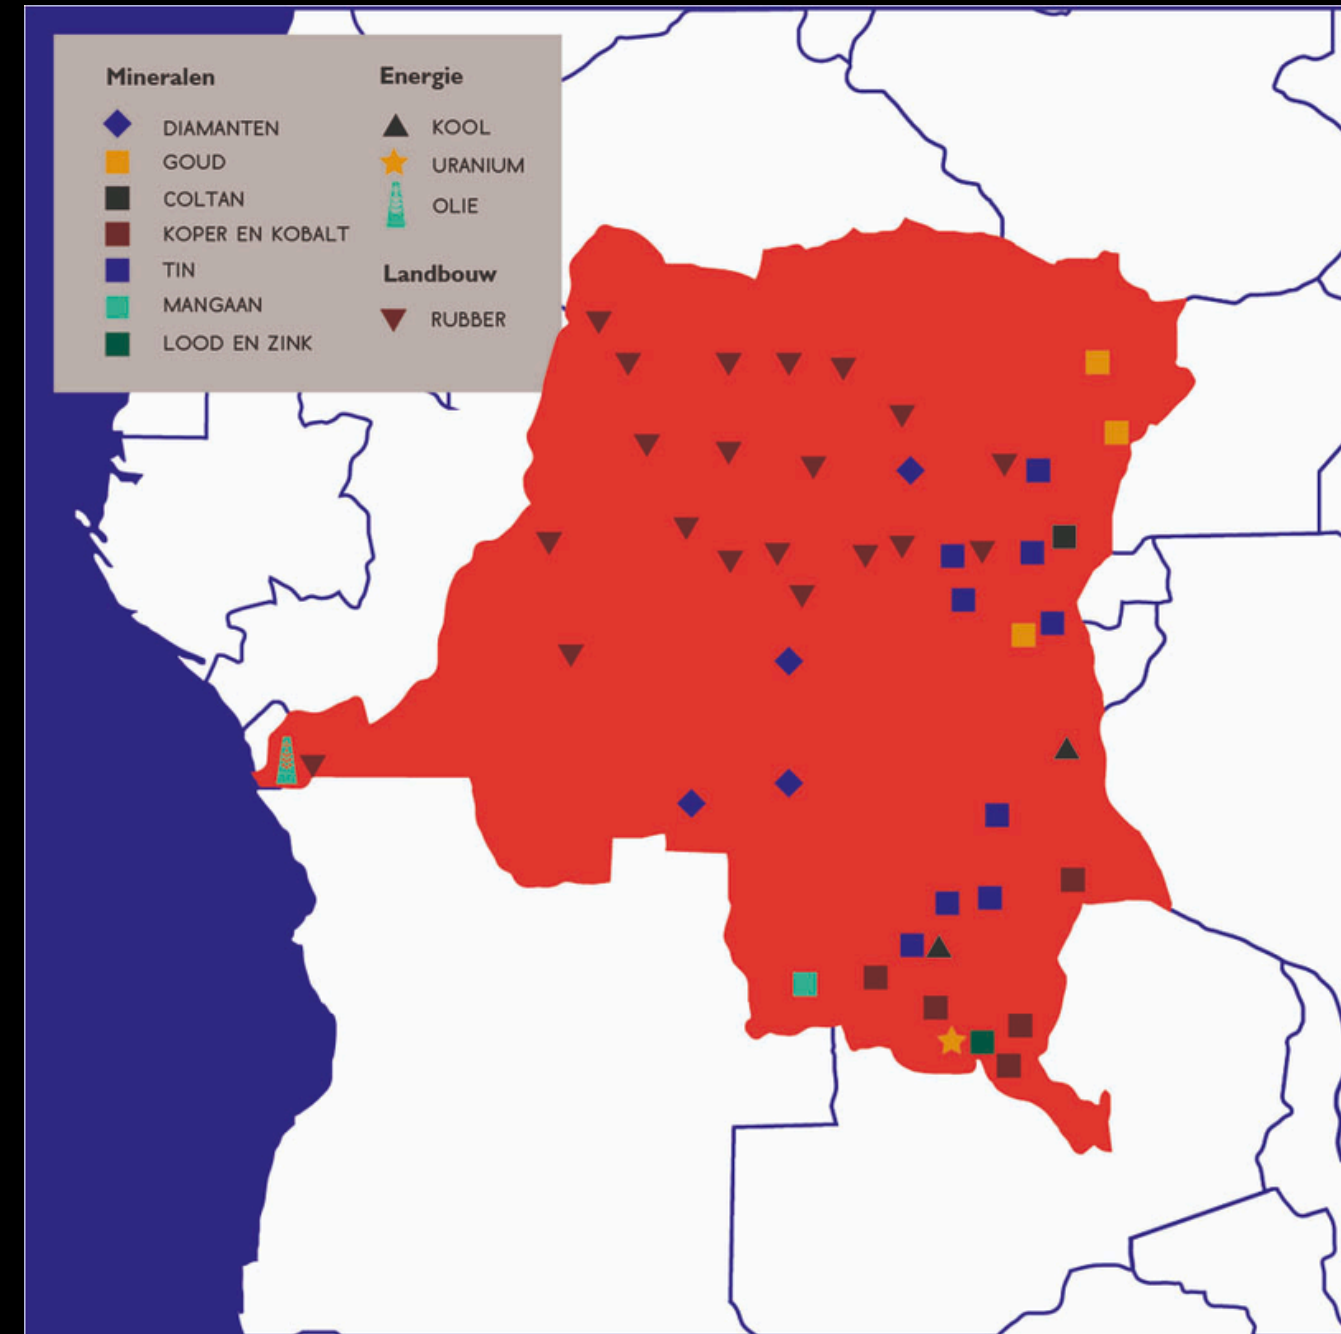 Mineralen
DIAMANTEN
GOUD
COLTAN
KOPER EN KOBALT
TIN
MANGAAN
LOOD EN ZINK
Energie
KOOL
URANIUM
OLIE
Landbouw
RUBBER